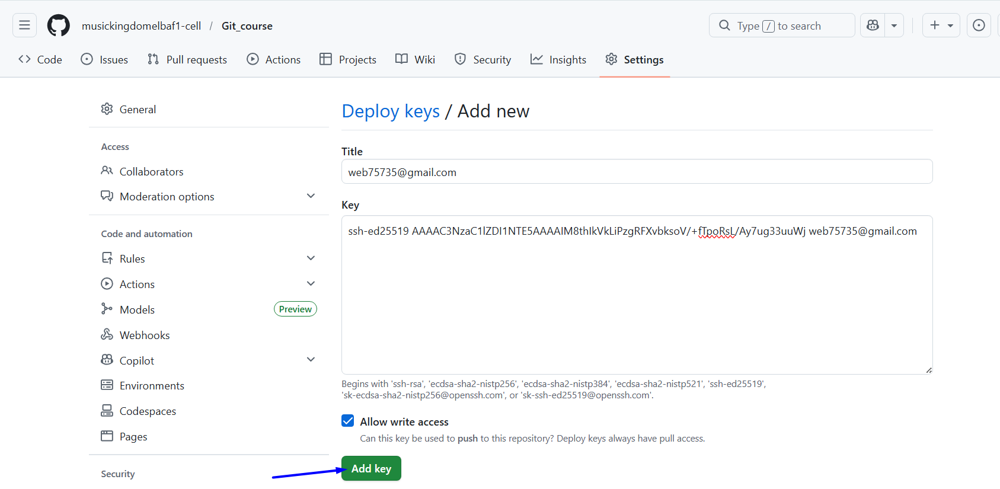 musickingdomelbaf1-cell / Git_course
Type / to search
Code Issues Pull requests Actions Projects Wiki Security Insights Settings
General
Access
Collaborators
Moderation options
Code and automation
Rules
Actions
Models Preview
Webhooks
Copilot
Environments
Codespaces
Pages
Security
Deploy keys / Add new
Title
web75735@gmail.com
Key
ssh-ed25519 AAAAC3NzaC1lZDI1NTE5AAAAIM8thIkVkLiPzgRFXvbksoV/+fTpoRsL/Ay7ug33uuWj web75735@gmail.com
Begins with 'ssh-rsa', 'ecdsa-sha2-nistp256', 'ecdsa-sha2-nistp384', 'ecdsa-sha2-nistp521', 'ssh-ed25519',
'sk-ecdsa-sha2-nistp256@openssh.com', or 'sk-ssh-ed25519@openssh.com'.
Allow write access
Can this key be used to push to this repository? Deploy keys always have pull access.
Add key